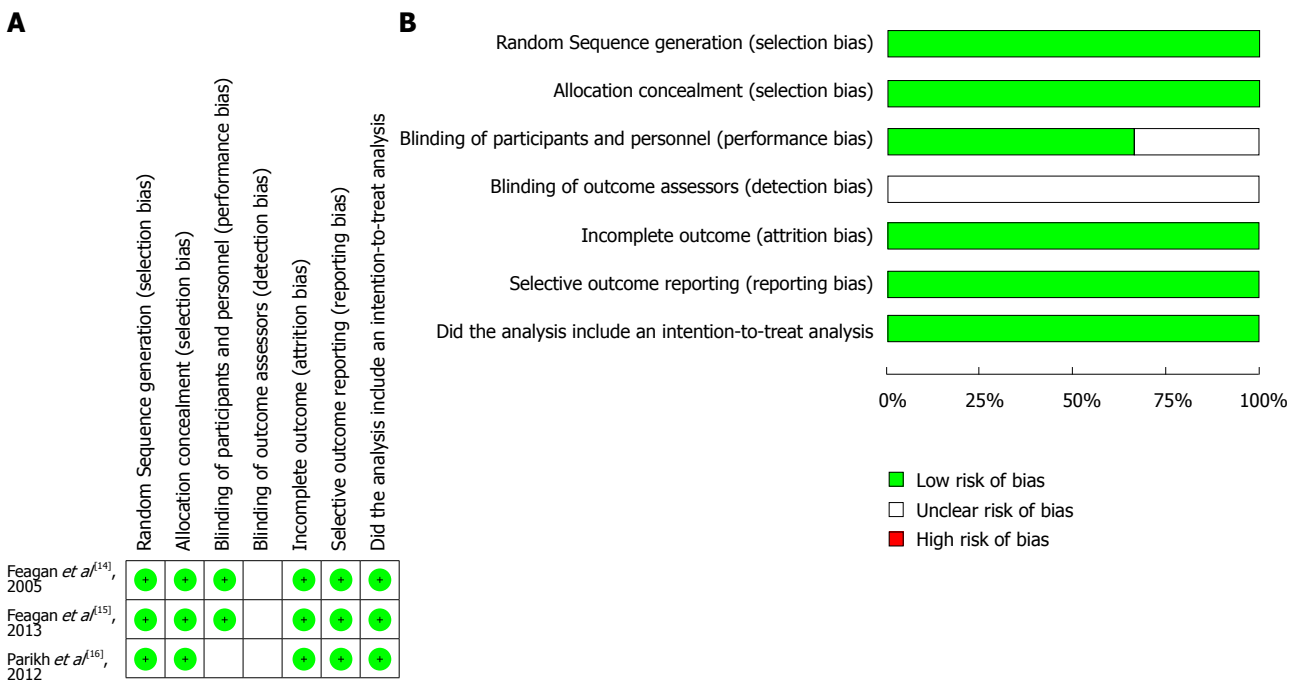 A
Random Sequence generation (selection bias)
Allocation concealment (selection bias)
Blinding of participants and personnel (performance bias)
Blinding of outcome assessors (detection bias)
Incomplete outcome (attrition bias)
Selective outcome reporting (reporting bias)
Did the analysis include an intention-to-treat analysis
Feagan et al[14],
2005
+ + + + + +
Feagan et al[15],
2013
+ + + + + +
Parikh et al[16],
2012
+ + + + +
B
Random Sequence generation (selection bias)
Allocation concealment (selection bias)
Blinding of participants and personnel (performance bias)
Blinding of outcome assessors (detection bias)
Incomplete outcome (attrition bias)
Selective outcome reporting (reporting bias)
Did the analysis include an intention-to-treat analysis
0% 25% 50% 75% 100%
Low risk of bias
Unclear risk of bias
High risk of bias